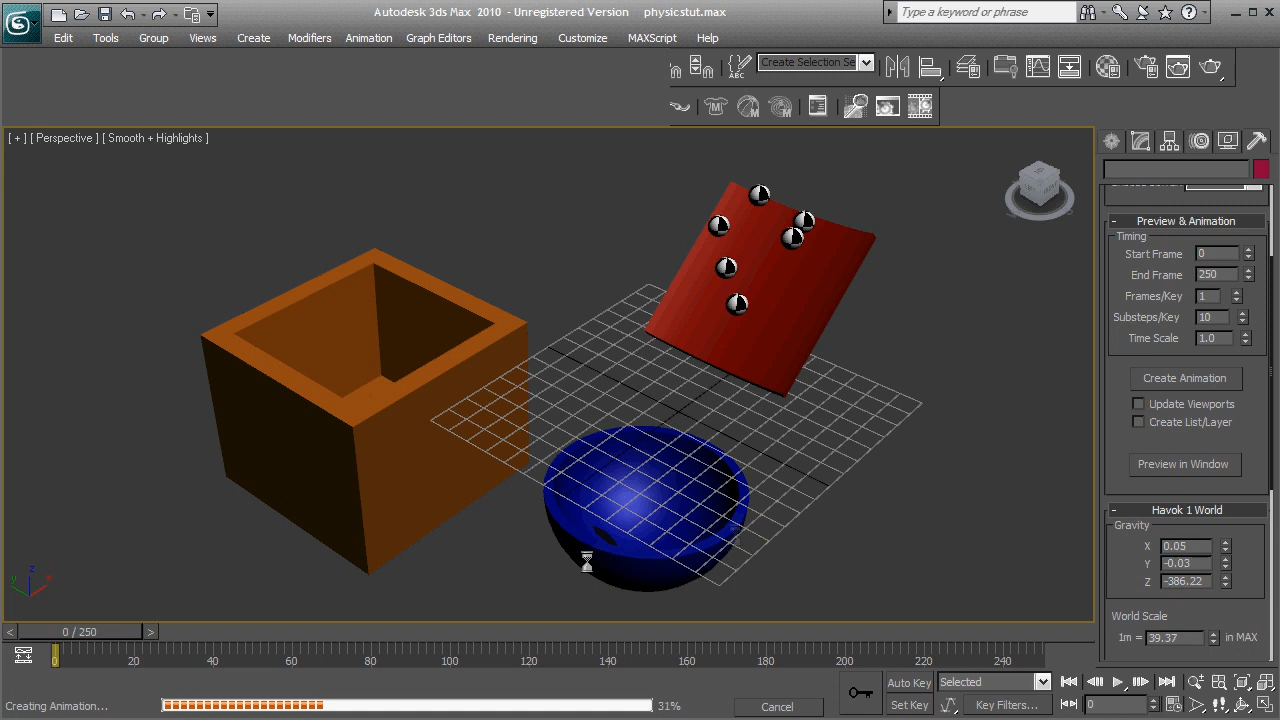 Autodesk 3ds Max 2010 - Unregistered Version physicstut.max
Type a keyword or phrase
Edit Tools Group Views Create Modifiers Animation Graph Editors Rendering Customize MAXScript Help
ABC
Create Selection Se
[ + ] [ Perspective ] [ Smooth + Highlights ]
- Preview & Animation
Timing
Start Frame 0
End Frame 250
Frames/Key 1
Substeps/Key 10
Time Scale 1.0
Create Animation
Update Viewports
Create List/Layer
Preview in Window
- Havok 1 World
Gravity
X 0.05
Y -0.03
Z -386.22
World Scale
1m = 39.37 in MAX
z
y x
< 0 / 250 >
0 20 40 60 80 100 120 140 160 180 200 220 240
Auto Key Selected
Set Key Key Filters... 0
Creating Animation... 31% Cancel